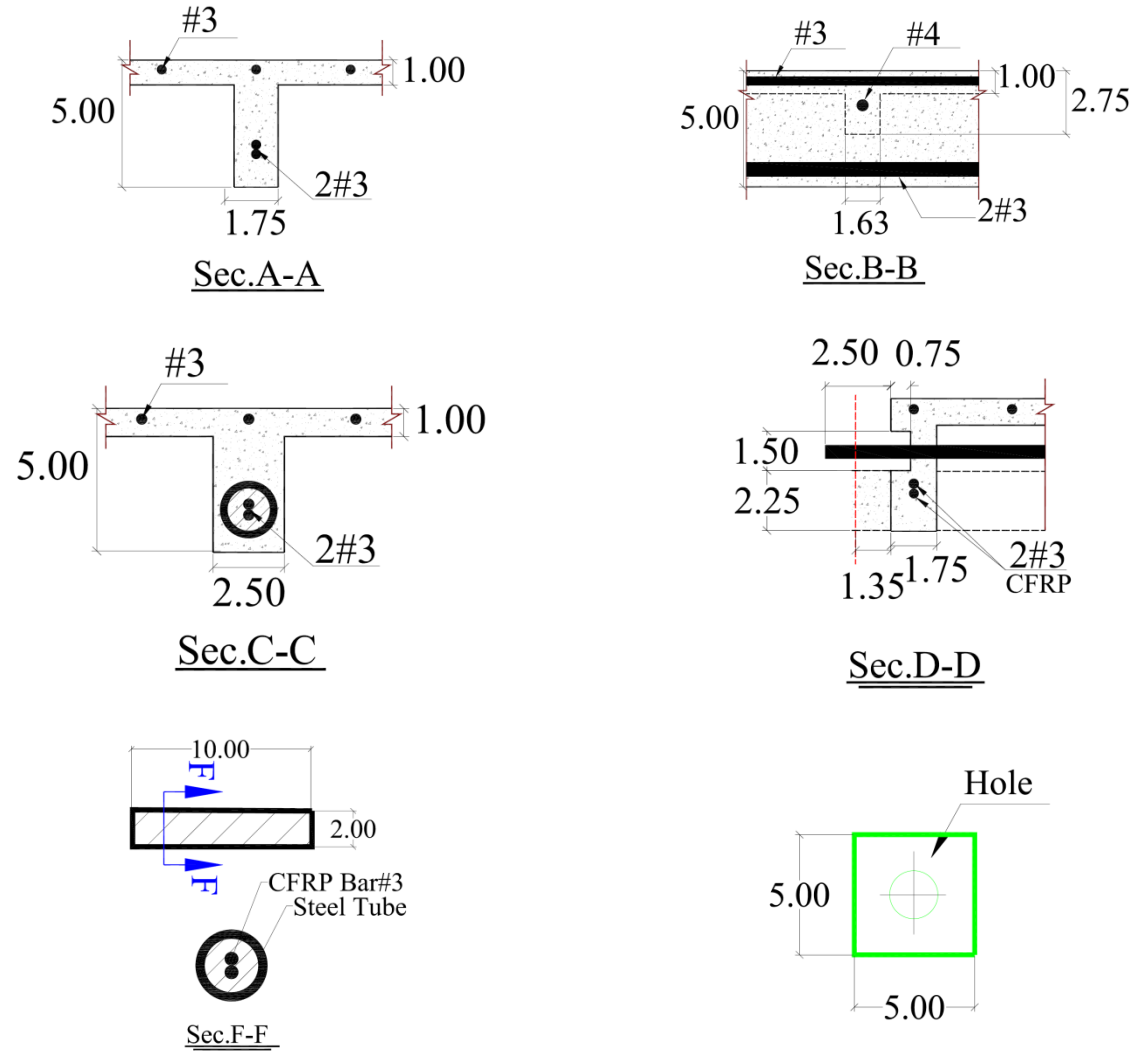 #3
1.00
5.00
2#3
1.75
Sec.A-A
#3
#4
1.00
2.75
5.00
2#3
1.63
Sec.B-B
#3
1.00
5.00
2#3
2.50
Sec.C-C
2.50 0.75
1.50
2.25
2#3
CFRP
1.35
1.75
Sec.D-D
10.00
F
2.00
F
CFRP Bar#3
Steel Tube
Sec.F-F
Hole
5.00
5.00